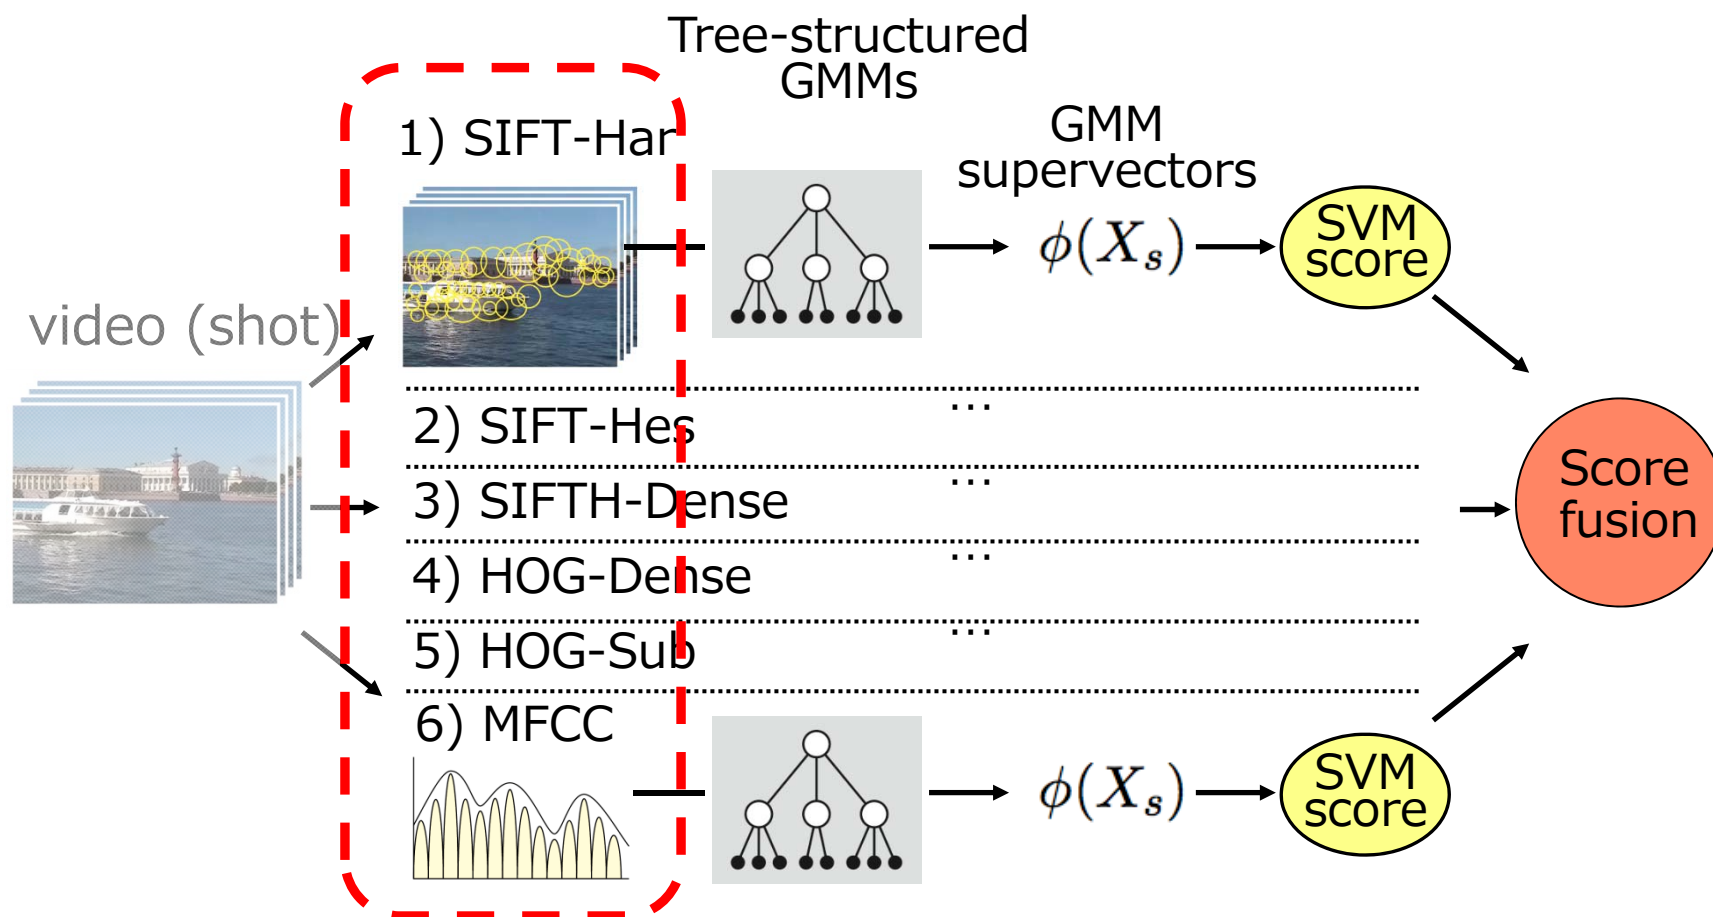 Tree-structured
GMMs
1) SIFT-Har
GMM
supervectors
SVM
score
ϕ(X_s)
video (shot)
...
2) SIFT-Hes
...
3) SIFTH-Dense
Score
fusion
...
4) HOG-Dense
...
5) HOG-Sub
6) MFCC
ϕ(X_s)
SVM
score